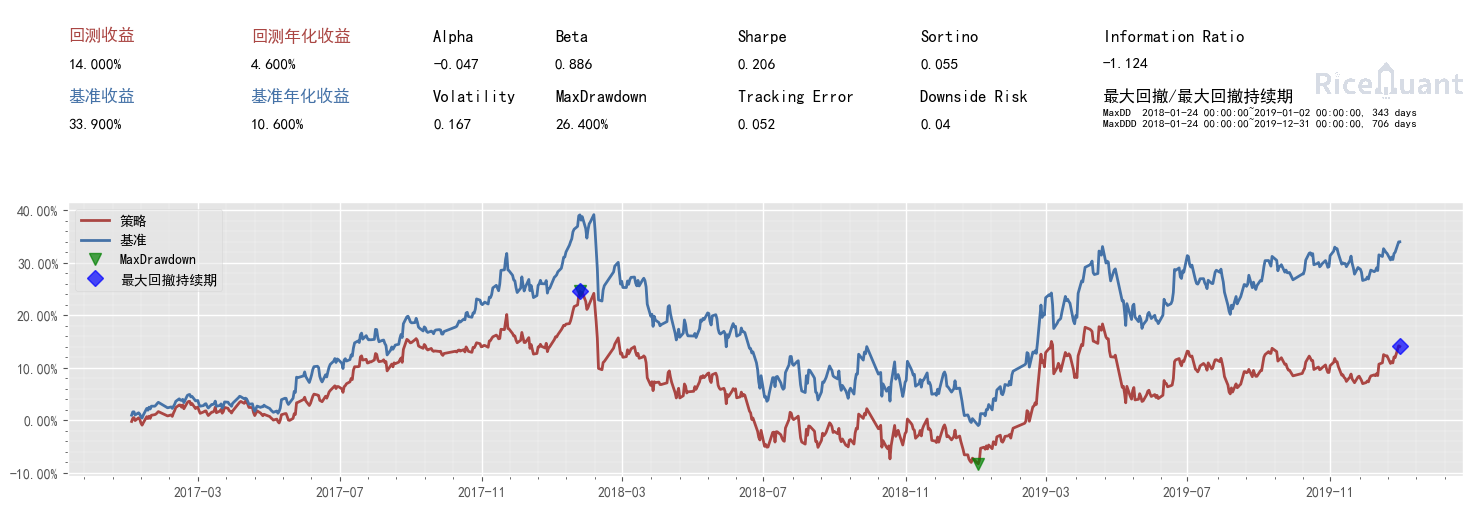 回测收益 回测年化收益 Alpha Beta Sharpe Sortino Information Ratio
14.000% 4.600% -0.047 0.886 0.206 0.055 -1.124
RiceQuant
基准收益 基准年化收益 Volatility MaxDrawdown Tracking Error Downside Risk 最大回撤/最大回撤持续期
33.900% 10.600% 0.167 26.400% 0.052 0.04
MaxDD 2018-01-24 00:00:00~2019-01-02 00:00:00, 343 days
MaxDDD 2018-01-24 00:00:00~2019-12-31 00:00:00, 706 days
40.00%
30.00%
20.00%
10.00%
0.00%
-10.00%
策略
基准
MaxDrawdown
最大回撤持续期
2017-03 2017-07 2017-11 2018-03 2018-07 2018-11 2019-03 2019-07 2019-11